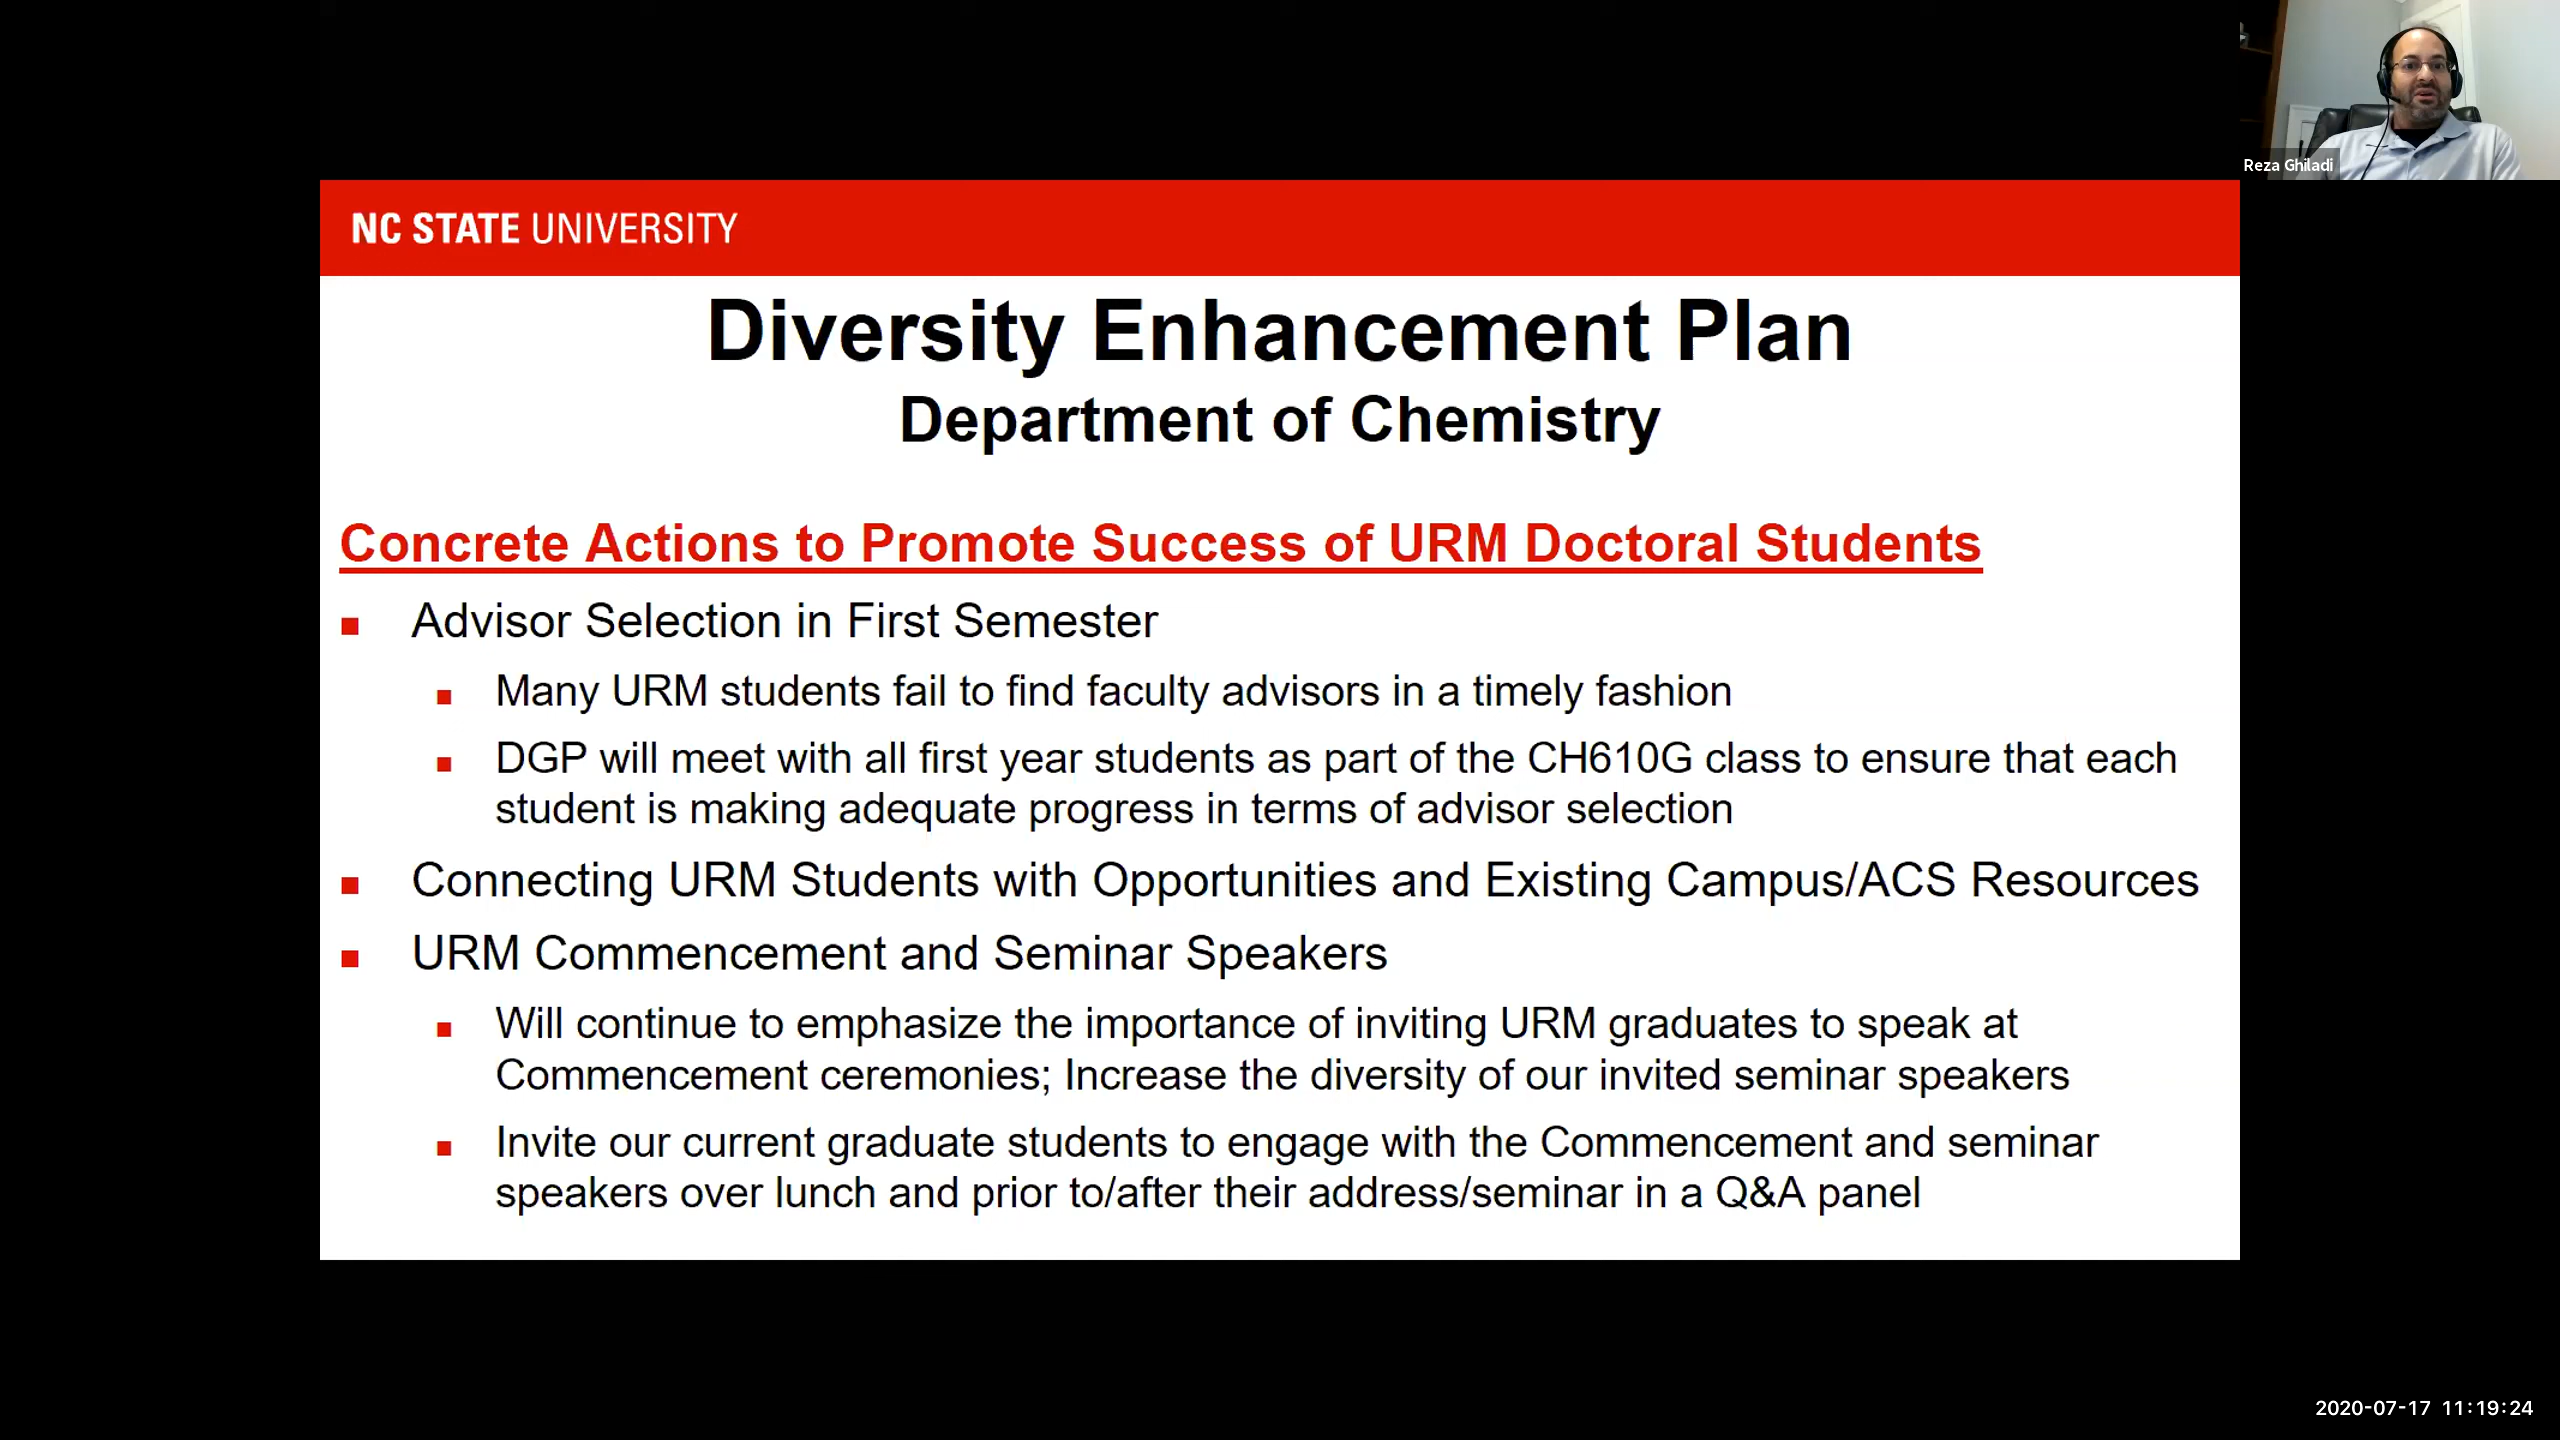 Reza Ghiladi
NC STATE UNIVERSITY
Diversity Enhancement Plan
Department of Chemistry
Concrete Actions to Promote Success of URM Doctoral Students
Advisor Selection in First Semester
Many URM students fail to find faculty advisors in a timely fashion
DGP will meet with all first year students as part of the CH610G class to ensure that each
student is making adequate progress in terms of advisor selection
Connecting URM Students with Opportunities and Existing Campus/ACS Resources
URM Commencement and Seminar Speakers
Will continue to emphasize the importance of inviting URM graduates to speak at
Commencement ceremonies; Increase the diversity of our invited seminar speakers
Invite our current graduate students to engage with the Commencement and seminar
speakers over lunch and prior to/after their address/seminar in a Q&A panel
2020-07-17 11:19:24